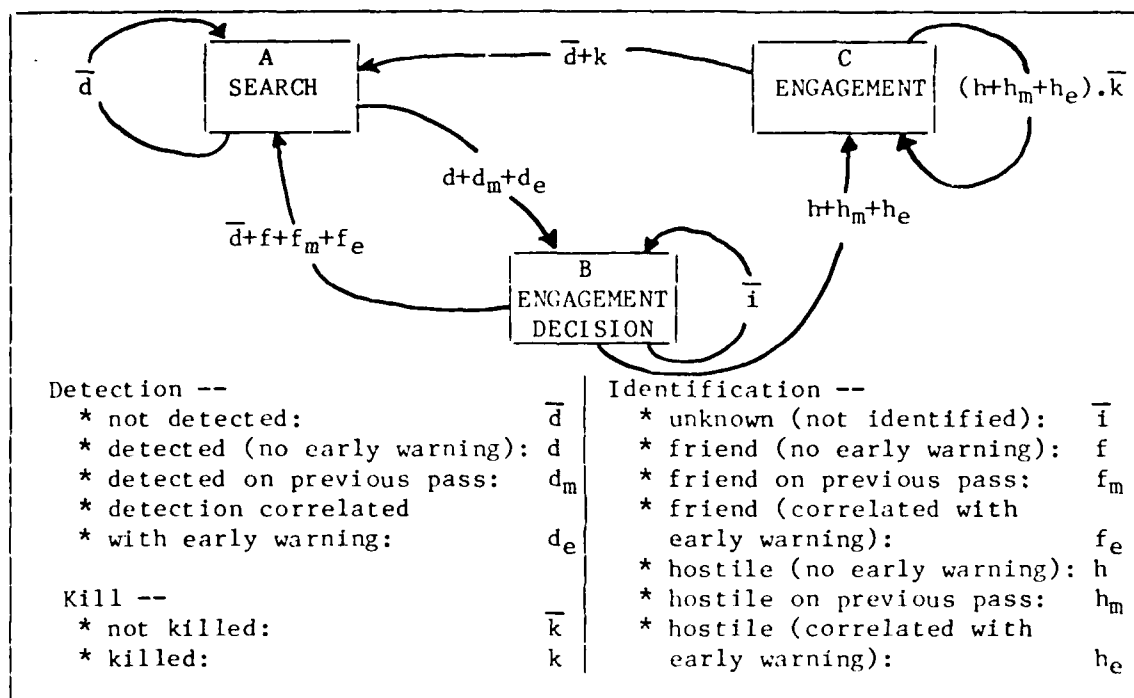 A
SEARCH
d̅
d̅+k
C
ENGAGEMENT
(h+hₘ+hₑ).k̅
d+dₘ+dₑ
h+hₘ+hₑ
d̅+f+fₘ+fₑ
B
ENGAGEMENT
DECISION
i̅
Detection --
* not detected: d̅
* detected (no early warning): d
* detected on previous pass: dₘ
* detection correlated
* with early warning: dₑ
Kill --
* not killed: k̅
* killed: k
Identification --
* unknown (not identified): i̅
* friend (no early warning): f
* friend on previous pass: fₘ
* friend (correlated with
early warning): fₑ
* hostile (no early warning): h
* hostile on previous pass: hₘ
* hostile (correlated with
early warning): hₑ